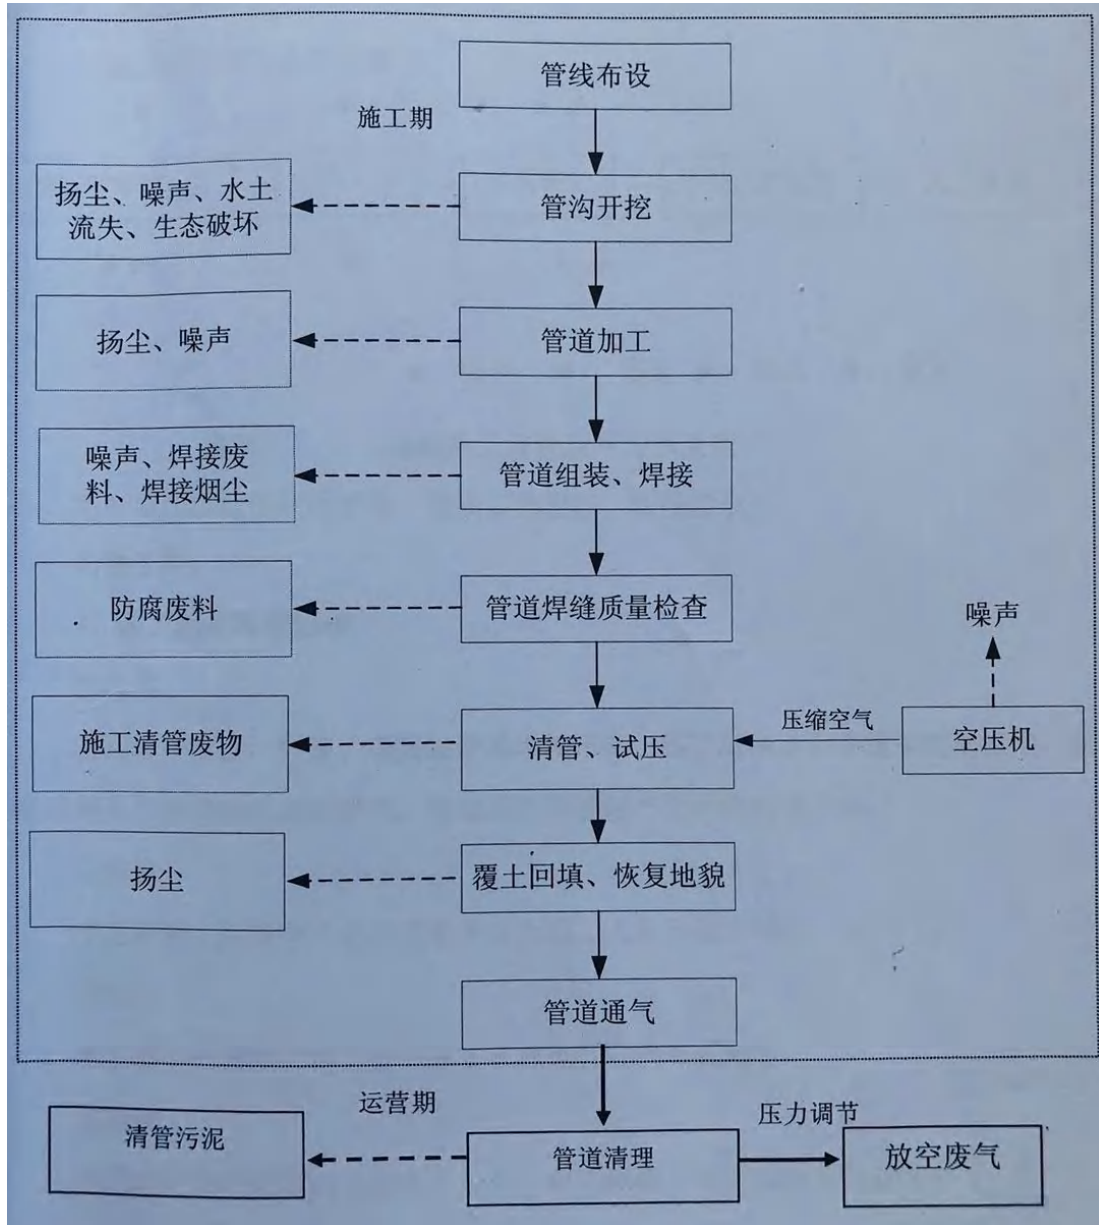 管线布设
施工期
扬尘、噪声、水土
流失、生态破坏
管沟开挖
扬尘、噪声
管道加工
噪声、焊接废
料、焊接烟尘
管道组装、焊接
防腐废料
管道焊缝质量检查
噪声
施工清管废物
清管、试压
压缩空气
空压机
扬尘
覆土回填、恢复地貌
管道通气
运营期
压力调节
清管污泥
管道清理
放空废气